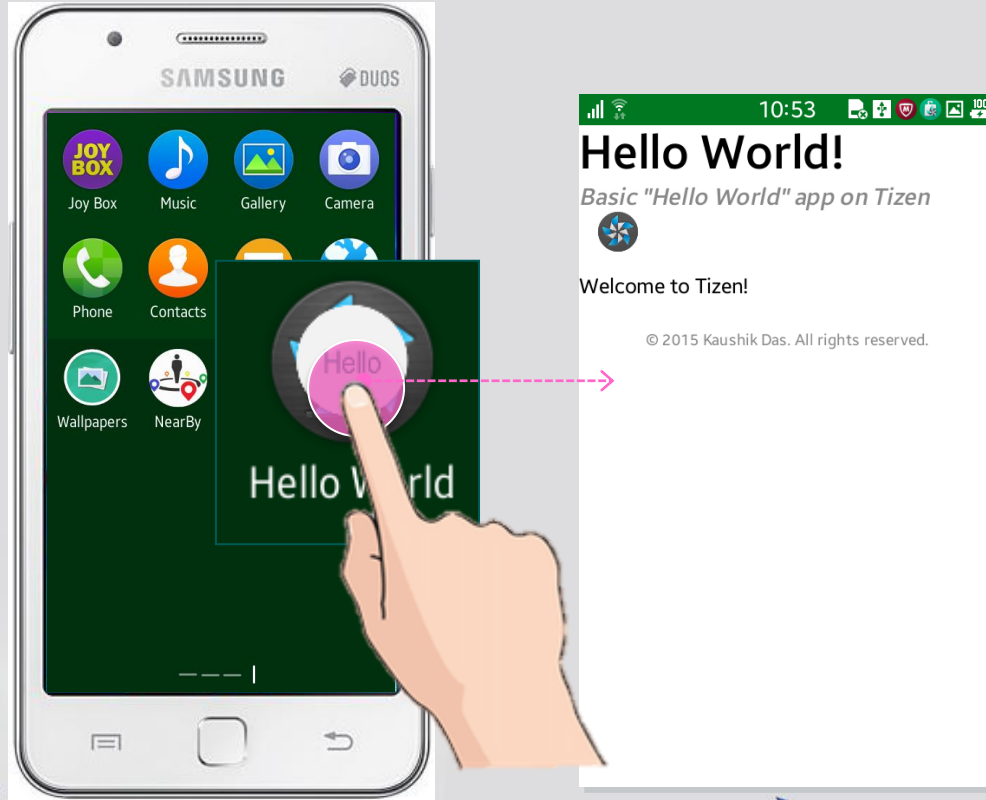 SAMSUNG DUOS
JOY
BOX
Joy Box Music Gallery Camera
Phone Contacts
Hello
Hello
Wallpapers NearBy
10:53
100
Hello World!
Basic "Hello World" app on Tizen
Welcome to Tizen!
© 2015 Kaushik Das. All rights reserved.